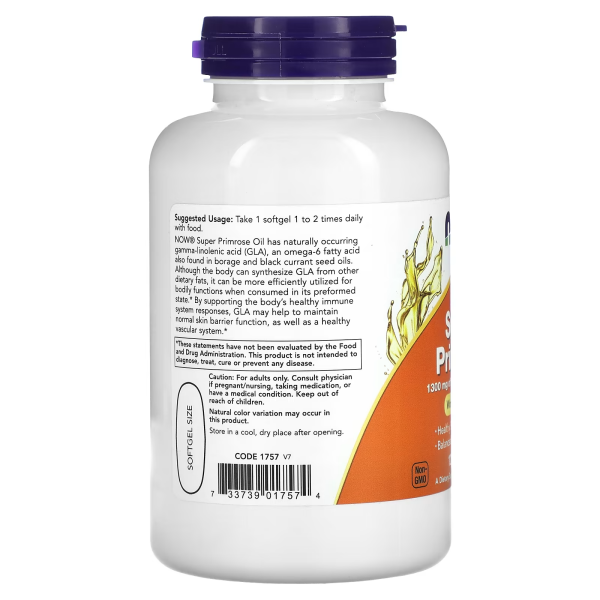 Suggested Usage: Take 1 softgel 1 to 2 times daily
with food.
NOW® Super Primrose Oil has naturally occurring
gamma-linolenic acid (GLA), an omega-6 fatty acid
also found in borage and black currant seed oils.
Although the body can synthesize GLA from other
dietary fats, it can be more efficiently utilized for
bodily functions when consumed in its preformed
state.* By supporting the body's healthy immune
system responses, GLA may help to maintain
normal skin barrier function, as well as a healthy
vascular system.*
*These statements have not been evaluated by the Food
and Drug Administration. This product is not intended to
diagnose, treat, cure or prevent any disease.
SOFTGEL SIZE
Caution: For adults only. Consult physician
if pregnant/nursing, taking medication, or
have a medical condition. Keep out of
reach of children.
Natural color variation may occur in
this product.
Store in a cool, dry place after opening.
CODE 1757 V7
7 33739 01757 4
1300 mg
Non-
GMO